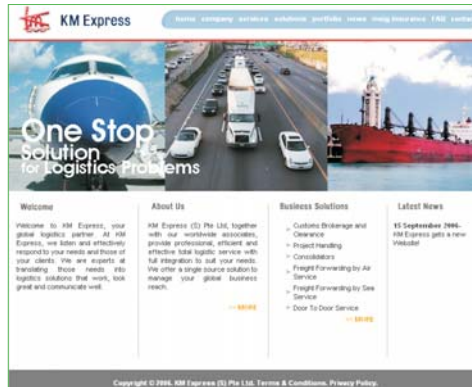 KM Express
home company services solutions portfolio news msig-insurance FAQ
One Stop
Solution
for Logistics Problems
Welcome
Welcome to KM Express, your
global logistics partner. At KM
Express, we listen and effectively
respond to your needs and those of
your clients. We are experts at
translating those needs into
logistics solutions that work, look
great and communicate well.
About Us
KM Express (S) Pte Ltd, together
with our worldwide associates,
provide professional, efficient and
effective total logistic service with
full integration to suit your needs.
We offer a single source solution to
manage your global business
reach.
>> MORE
Business Solutions
Customs Brokerage and
Clearance
Project Handling
Consolidators
Freight Forwarding by Air
Service
Freight Forwarding by Sea
Service
Door To Door Service
>> MORE
Latest News
15 September 2006-
KM Express gets a new
Website!
Copyright © 2006. KM Express (S) Pte Ltd. Terms & Conditions. Privacy Policy.